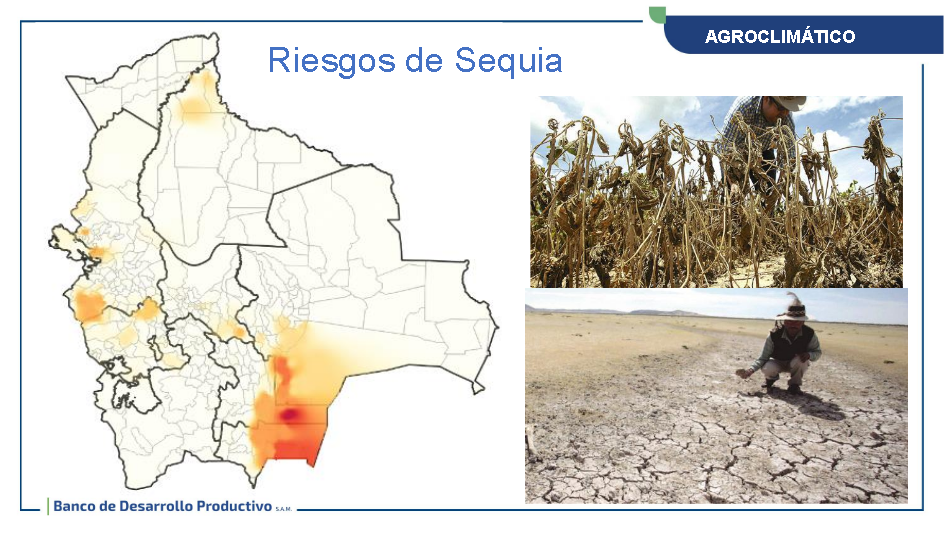 AGROCLIMÁTICO
Riesgos de Sequia
Banco de Desarrollo Productivo S.A.M.